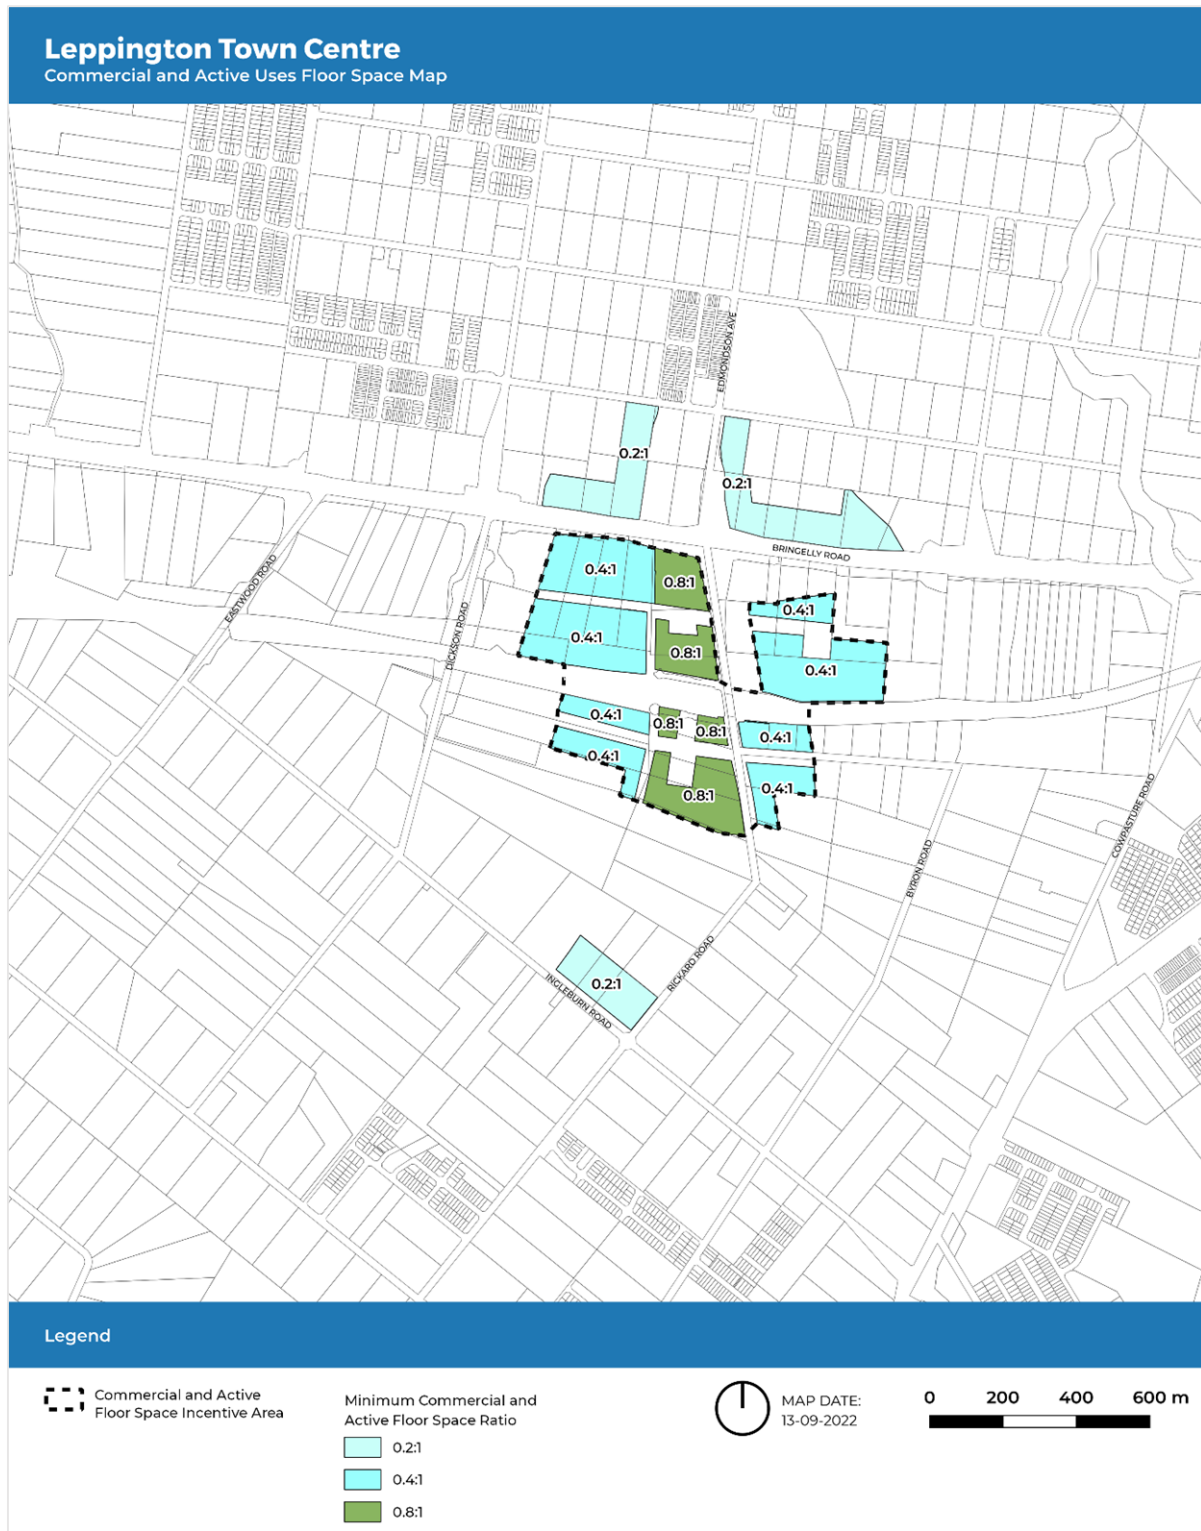 Leppington Town Centre
Commercial and Active Uses Floor Space Map
EDMONDSON AVE
0.2:1
0.2:1
BRINGELLY ROAD
EASTWOOD ROAD
DICKSON ROAD
0.4:1
0.8:1
0.4:1
0.4:1
0.8:1
0.4:1
0.4:1
0.8:1
0.8:1
0.4:1
0.4:1
0.8:1
0.4:1
COWPASTURE ROAD
BYRON ROAD
RICKARD ROAD
0.2:1
INGLEBURN ROAD
Legend
Commercial and Active
Floor Space Incentive Area
Minimum Commercial and
Active Floor Space Ratio
0.2:1
0.4:1
0.8:1
MAP DATE:
13-09-2022
0 200 400 600 m